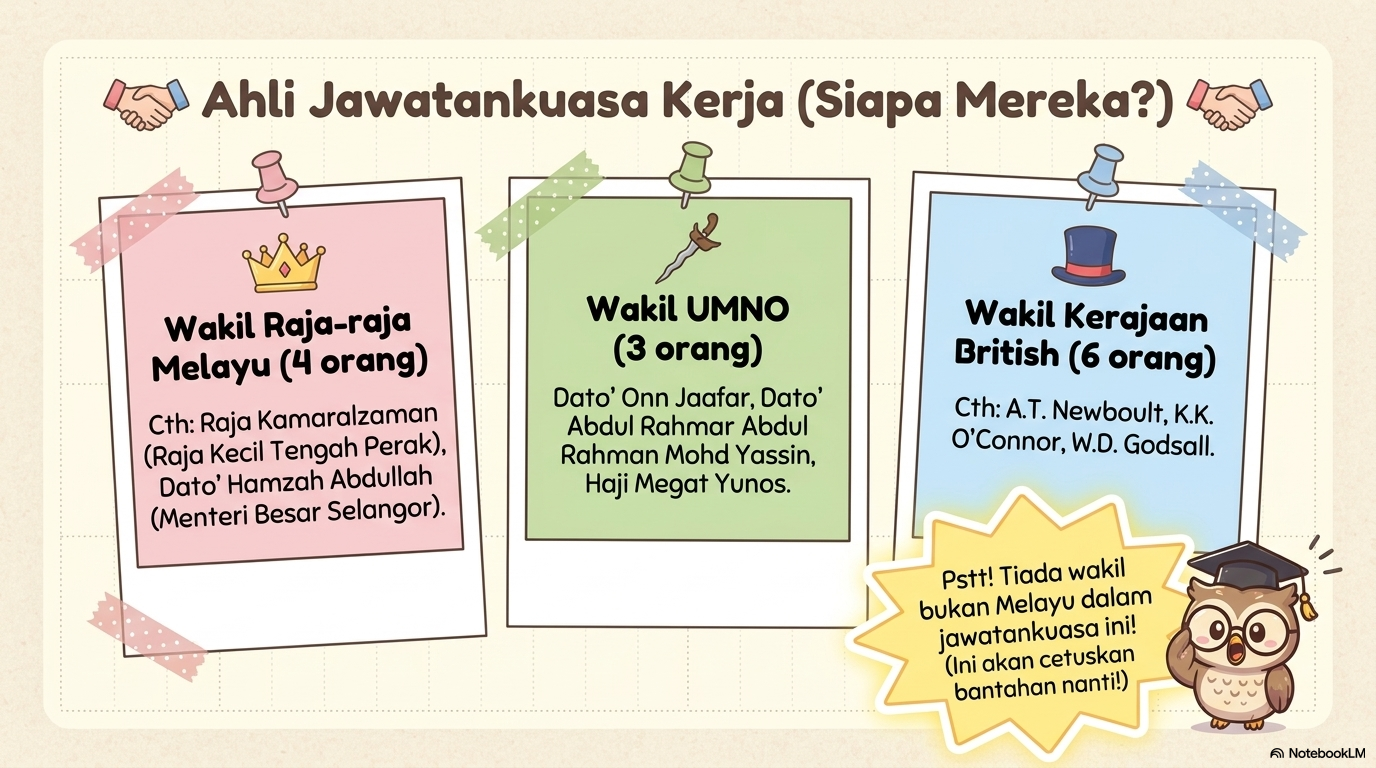 Ahli Jawatankuasa Kerja (Siapa Mereka?)
Wakil Raja-raja
Melayu (4 orang)
Cth: Raja Kamaralzaman
(Raja Kecil Tengah Perak),
Dato' Hamzah Abdullah
(Menteri Besar Selangor).
Wakil UMNO
(3 orang)
Dato' Onn Jaafar, Dato'
Abdul Rahmar Abdul
Rahman Mohd Yassin,
Haji Megat Yunos.
Wakil Kerajaan
British (6 orang)
Cth: A.T. Newboult, K.K.
O'Connor, W.D. Godsall.
Pstt! Tiada wakil
bukan Melayu dalam
jawatankuasa ini!
(Ini akan cetuskan
bantahan nanti!)
NotebookLM